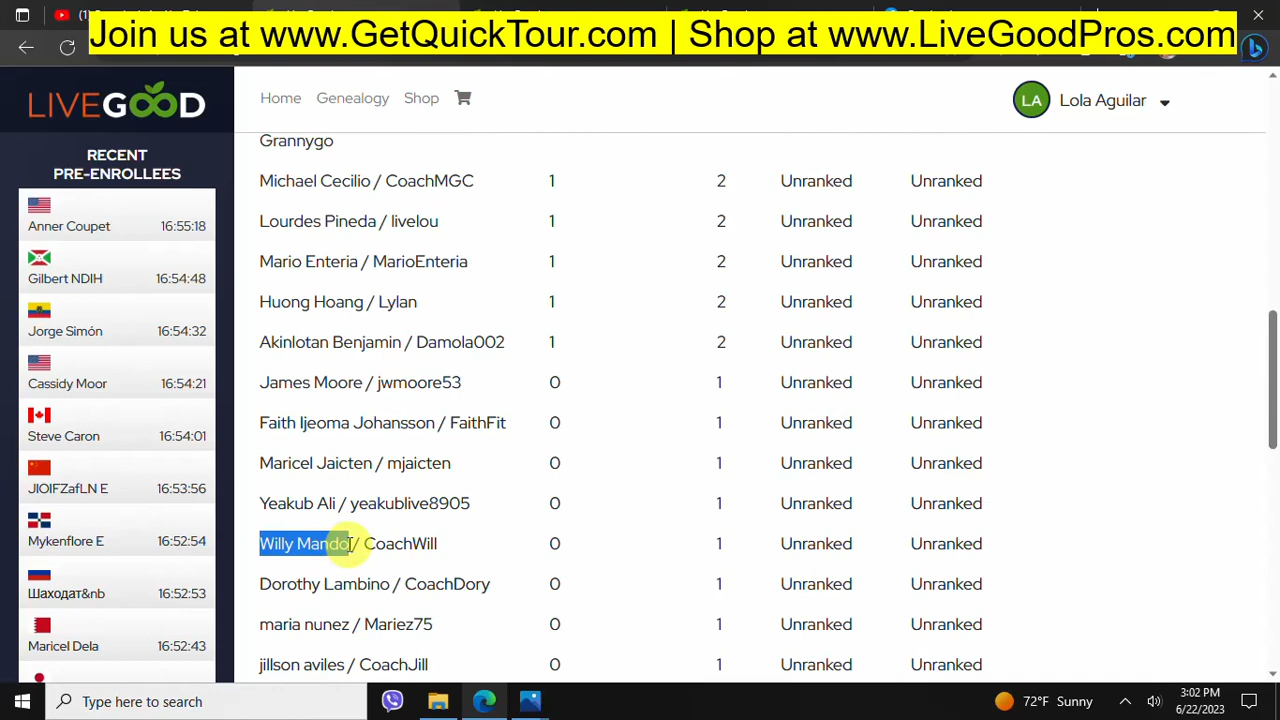 Join us at www.GetQuickTour.com | Shop at www.LiveGoodPros.com
LIVEGOOD
Home Genealogy Shop
LA Lola Aguilar
RECENT
PRE-ENROLLEES
Anner Coupet 16:55:18
Gilbert NDIH 16:54:48
Jorge Simón 16:54:32
Cassidy Moor 16:54:21
Steve Caron 16:54:01
JIOIFZafLN E 16:53:56
Mykenflore E 16:52:54
Шаходат&nb 16:52:53
Maricel Dela 16:52:43
Grannygo
Michael Cecilio / CoachMGC 1 2 Unranked Unranked
Lourdes Pineda / livelou 1 2 Unranked Unranked
Mario Enteria / MarioEnteria 1 2 Unranked Unranked
Huong Hoang / Lylan 1 2 Unranked Unranked
Akinlotan Benjamin / Damola002 1 2 Unranked Unranked
James Moore / jwmoore53 0 1 Unranked Unranked
Faith Ijeoma Johansson / FaithFit 0 1 Unranked Unranked
Maricel Jaicten / mjaicten 0 1 Unranked Unranked
Yeakub Ali / yeakublive8905 0 1 Unranked Unranked
Willy Mando / CoachWill 0 1 Unranked Unranked
Dorothy Lambino / CoachDory 0 1 Unranked Unranked
maria nunez / Mariez75 0 1 Unranked Unranked
jillson aviles / CoachJill 0 1 Unranked Unranked
Type here to search
72°F Sunny
3:02 PM
6/22/2023